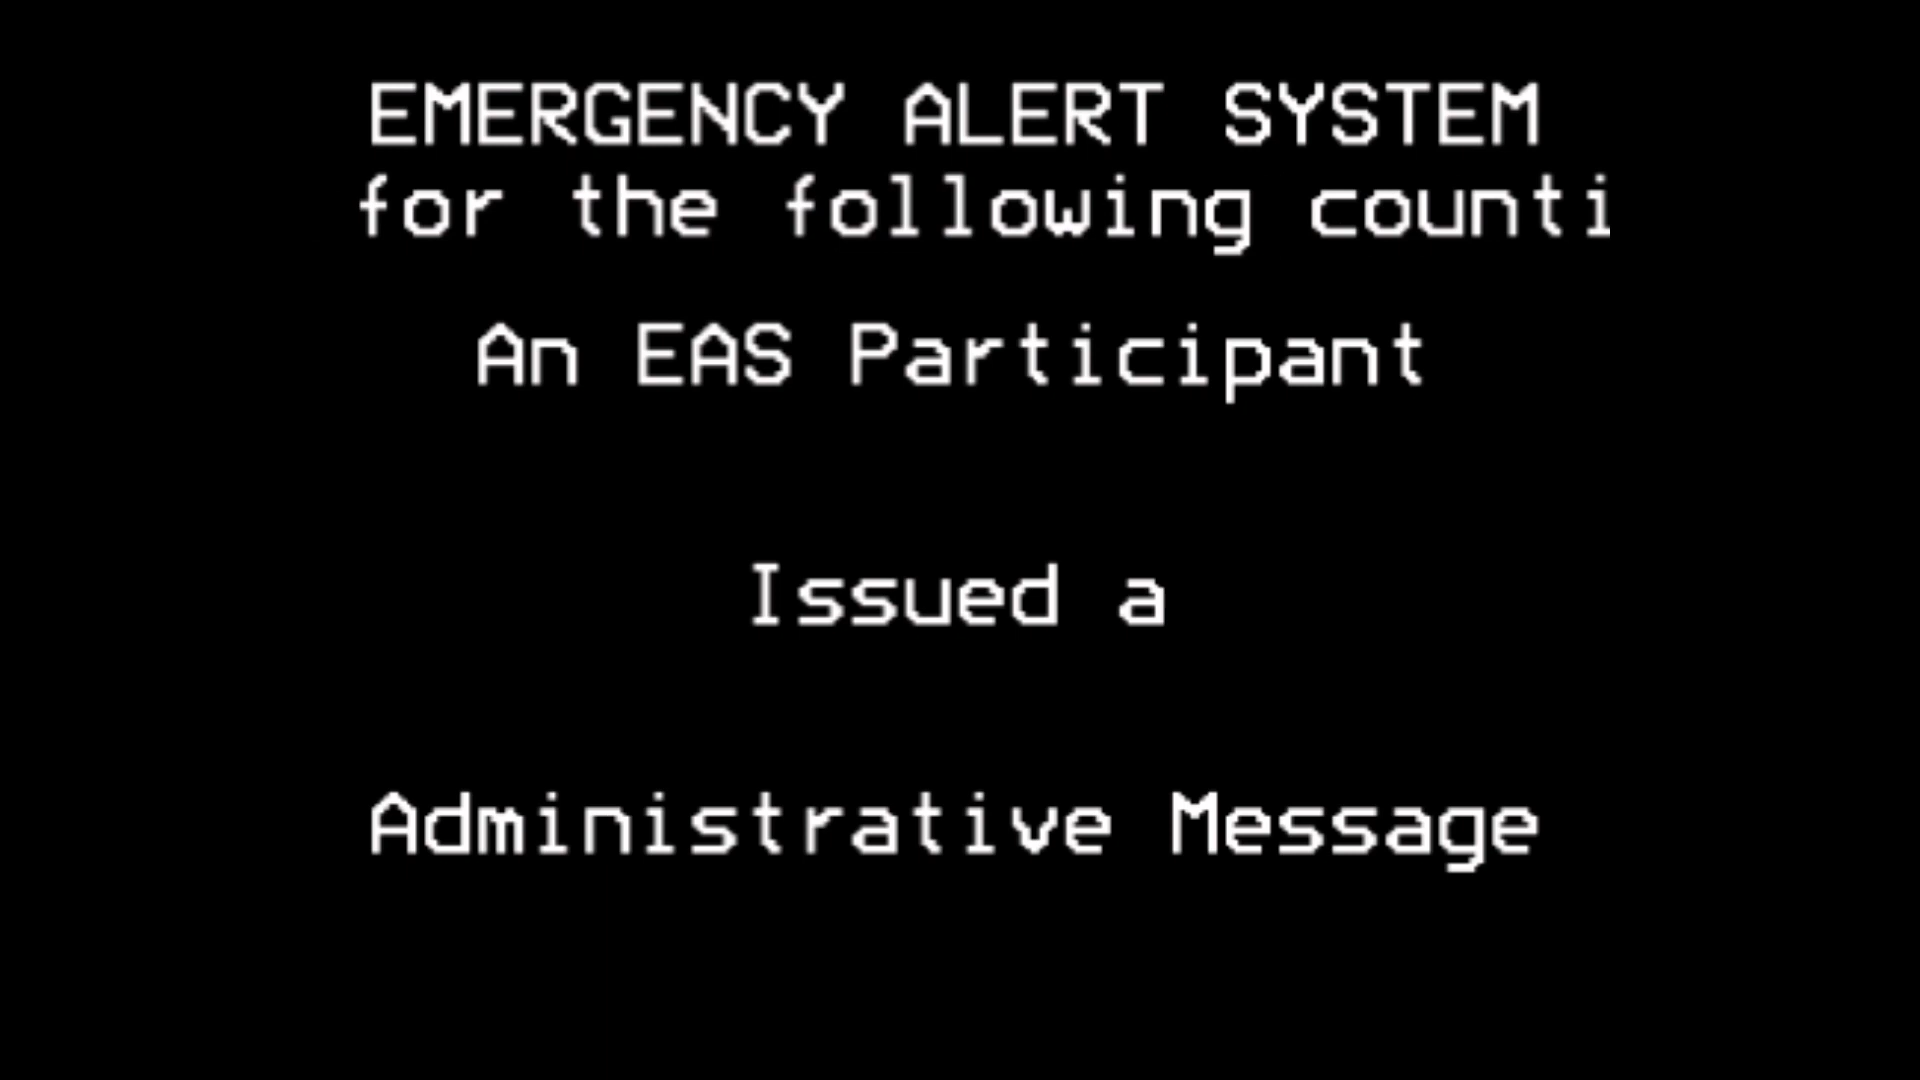 EMERGENCY ALERT SYSTEM
for the following counti
An EAS Participant
Issued a
Administrative Message